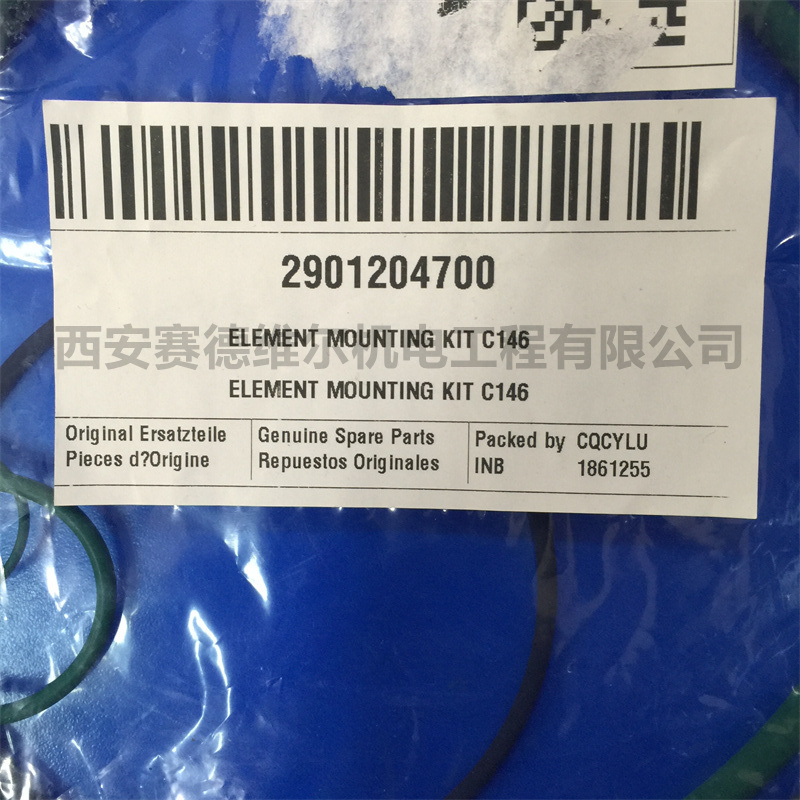 2901204700
ELEMENT MOUNTING KIT C146
西安赛德维尔机电工程有限公司
ELEMENT MOUNTING KIT C146
Original Ersatzteile
Pieces d?Origine
Genuine Spare Parts
Repuestos Originales
Packed by CQCYLU
INB 1861255